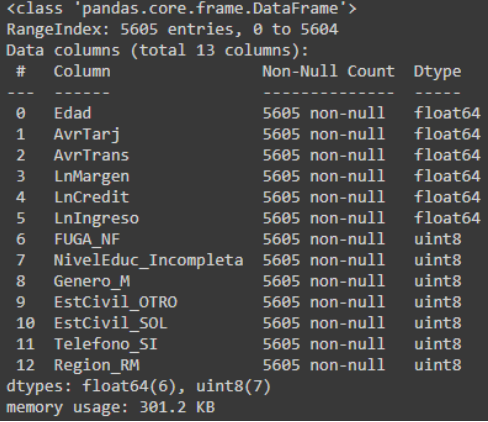 <class 'pandas.core.frame.DataFrame'>
RangeIndex: 5605 entries, 0 to 5604
Data columns (total 13 columns):
 #   Column                Non-Null Count  Dtype
---  ------                --------------  -----
 0   Edad                  5605 non-null   float64
 1   AvrTarj               5605 non-null   float64
 2   AvrTrans              5605 non-null   float64
 3   LnMargen              5605 non-null   float64
 4   LnCredit              5605 non-null   float64
 5   LnIngreso             5605 non-null   float64
 6   FUGA_NF               5605 non-null   uint8
 7   NivelEduc_Incompleta  5605 non-null   uint8
 8   Genero_M              5605 non-null   uint8
 9   EstCivil_OTRO         5605 non-null   uint8
 10  EstCivil_SOL          5605 non-null   uint8
 11  Telefono_SI           5605 non-null   uint8
 12  Region_RM             5605 non-null   uint8
dtypes: float64(6), uint8(7)
memory usage: 301.2 KB